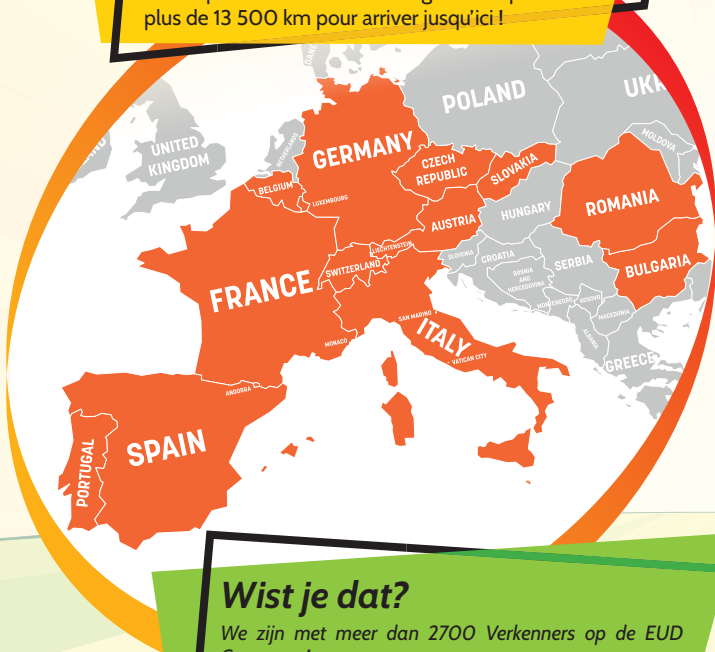 plus de 13 500 km pour arriver jusqu'ici !
POLAND
UKR
MOLDOVA
UNITED
KINGDOM
NETHERLANDS
GERMANY
CZECH
REPUBLIC
SLOVAKIA
BELGIUM
LUXEMBOURG
AUSTRIA
HUNGARY
ROMANIA
LIECHTENSTEIN
SWITZERLAND
SLOVENIA
CROATIA
BOSNIA
AND
HERCEGOVINA
SERBIA
BULGARIA
FRANCE
MONTENEGRO
KOSOVO
MACEDONIA
SAN MARINO
ITALY
ALBANIA
MONACO
VATICAN CITY
GREECE
ANDORRA
SPAIN
PORTUGAL
Wist je dat?
We zijn met meer dan 2700 Verkenners op de EUD